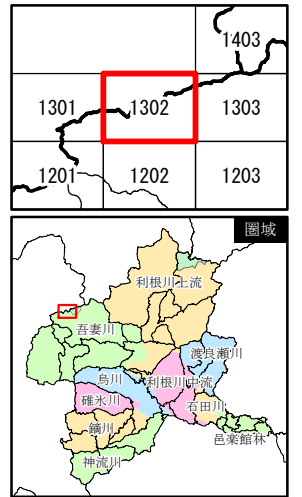 1403
1301 1302 1303
1201 1202 1203
圏域
利根川上流
吾妻川
渡良瀬川
烏川 利根川中流
碓氷川
石田川
鏑川
邑楽館林
神流川